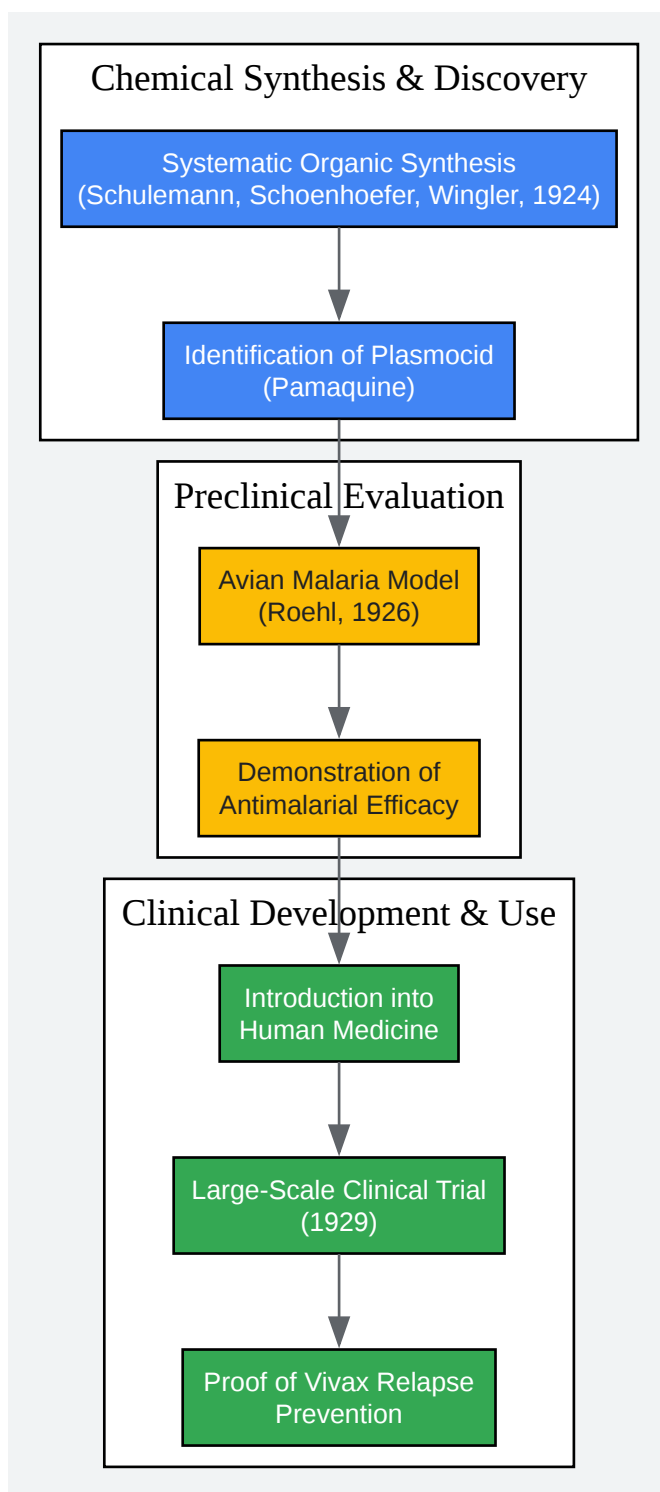 Chemical Synthesis & Discovery
Systematic Organic Synthesis
(Schulemann, Schoenhoefer, Wingler, 1924)
Identification of Plasmocid
(Pamaquine)
Preclinical Evaluation
Avian Malaria Model
(Roehl, 1926)
Demonstration of
Antimalarial Efficacy
Clinical Development & Use
Introduction into
Human Medicine
Large-Scale Clinical Trial
(1929)
Proof of Vivax Relapse
Prevention